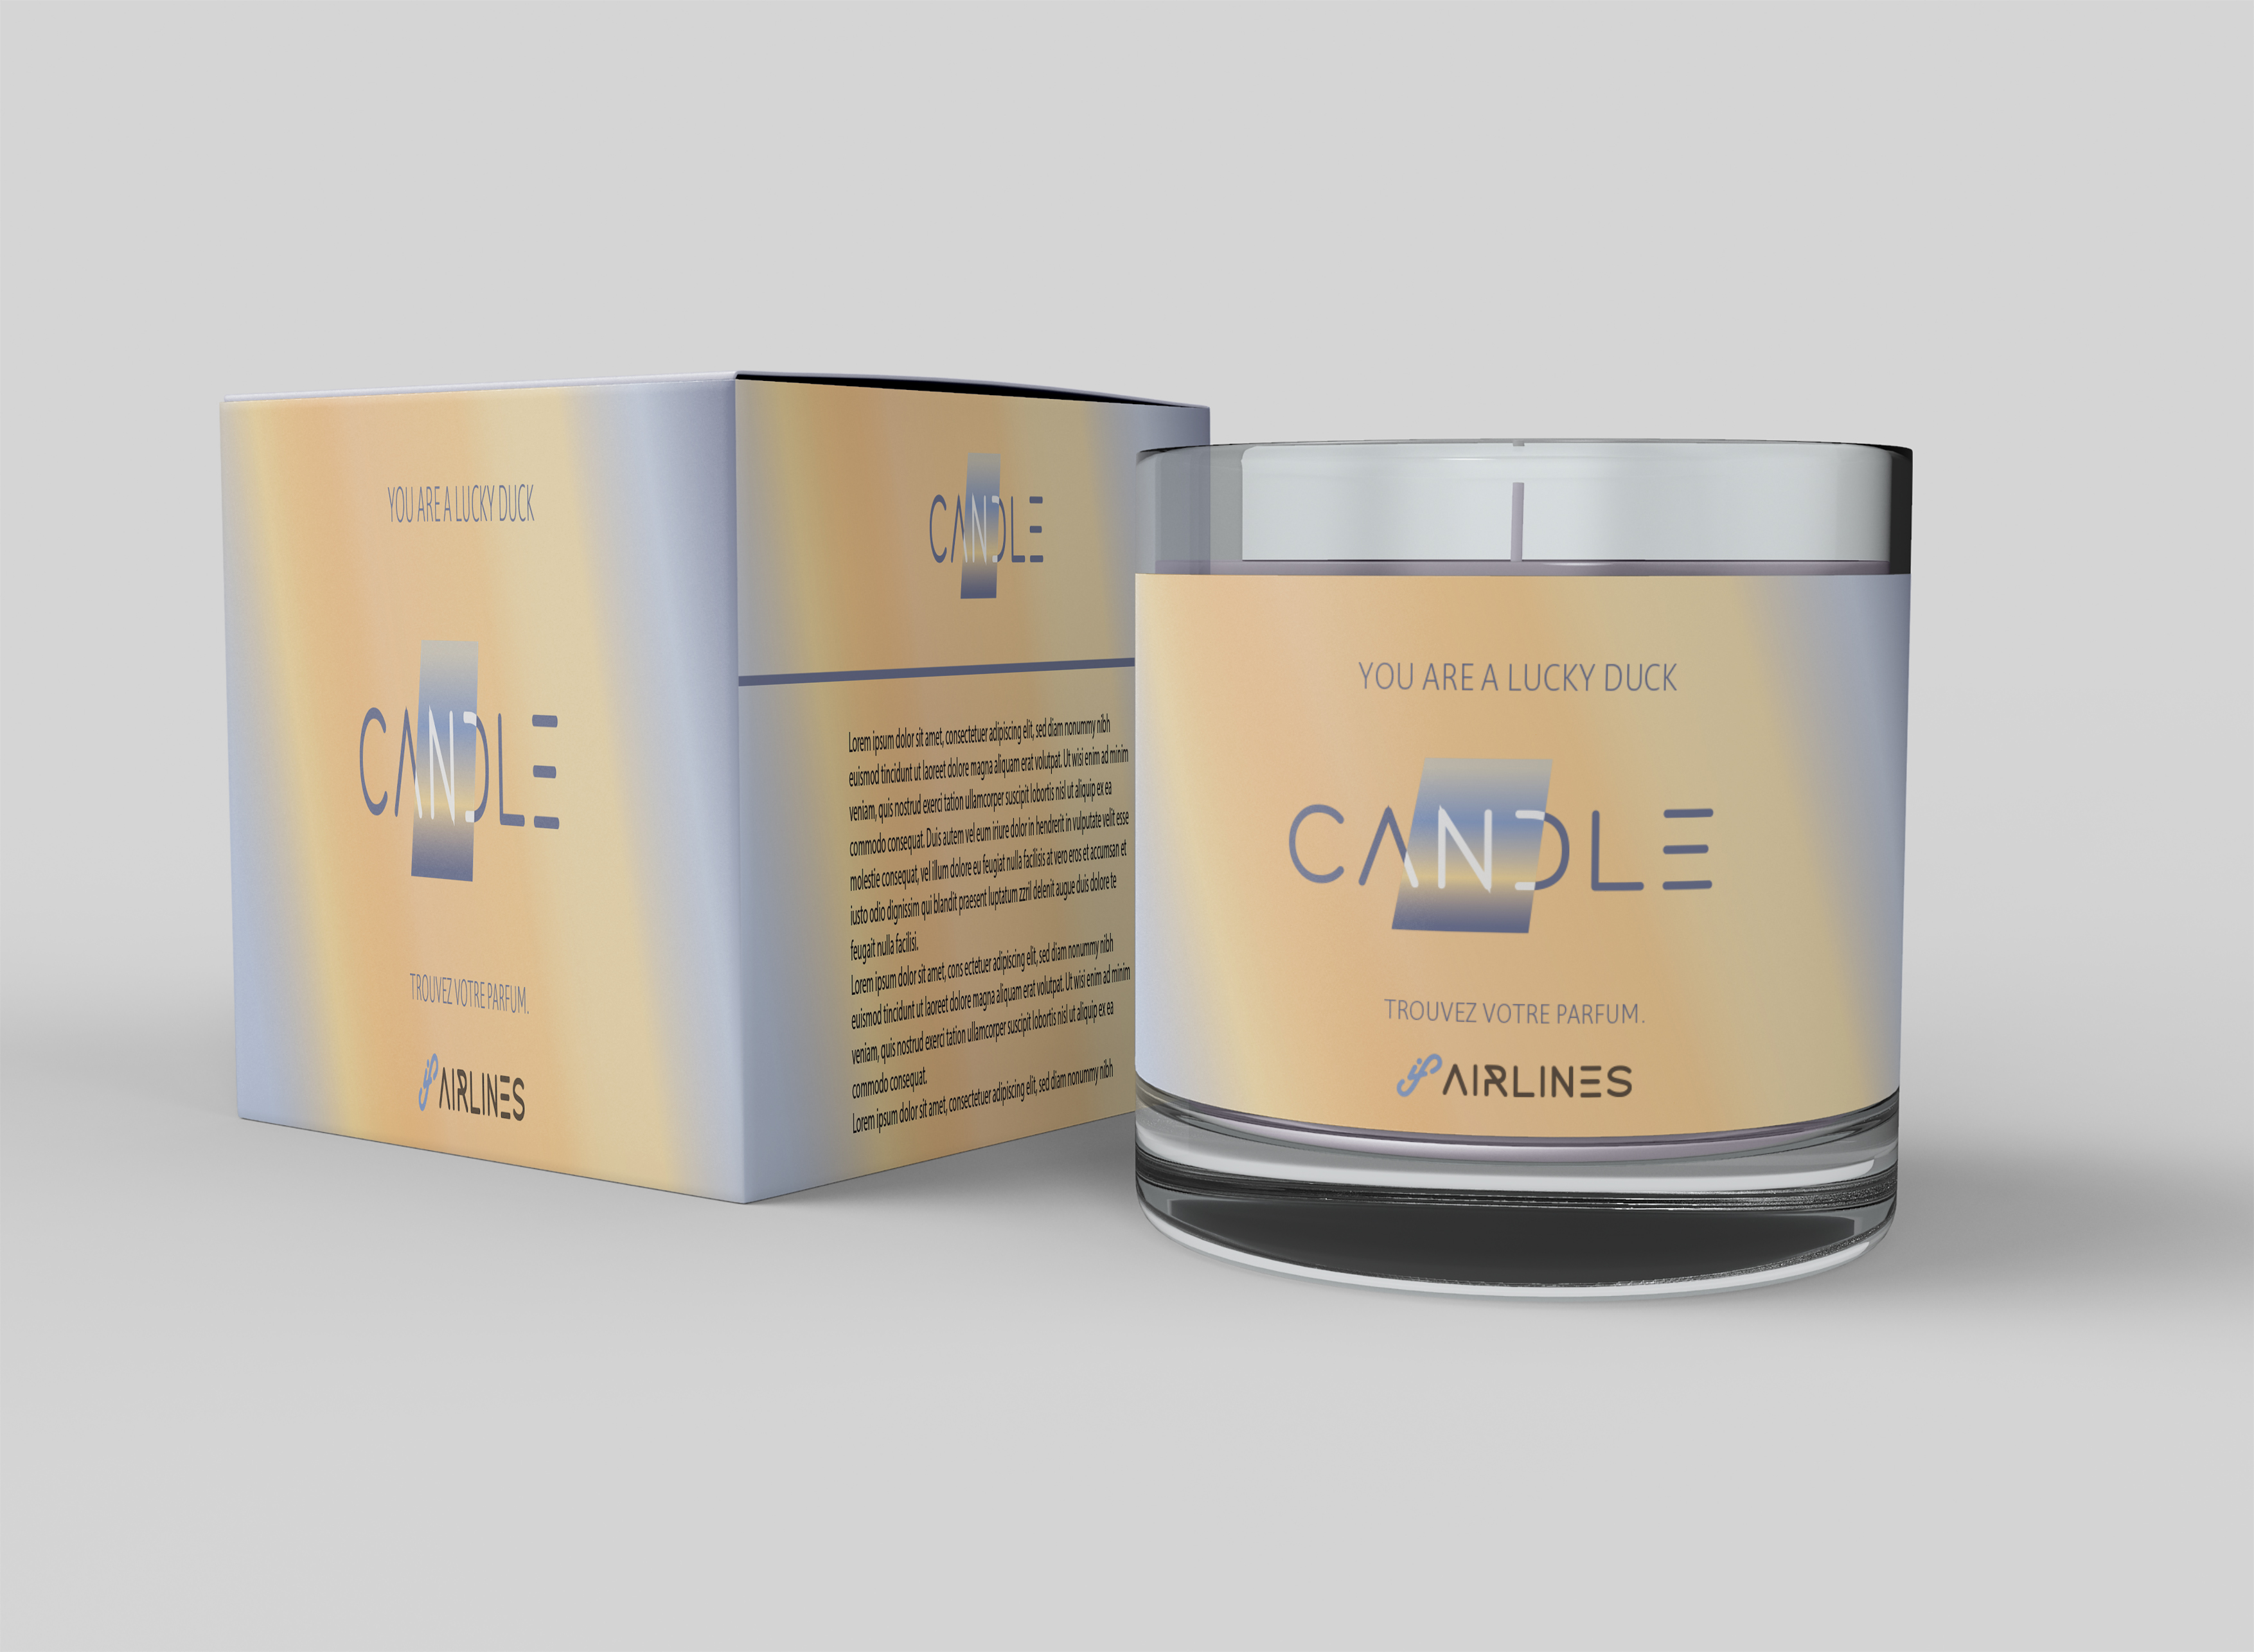 YOU ARE A LUCKY DUCK
CANDLE
TROUVEZ VOTRE PARFUM.
if AIRLINES
CANDLE
Lorem ipsum dolor sit amet, consectetuer adipiscing elit, sed diam nonummy nibh
euismod tincidunt ut laoreet dolore magna aliquam erat volutpat. Ut wisi enim ad minim
veniam, quis nostrud exerci tation ullamcorper suscipit lobortis nisl ut aliquip ex ea
commodo consequat. Duis autem vel eum iriure dolor in hendrerit in vulputate velit esse
molestie consequat, vel illum dolore eu feugiat nulla facilisis at vero eros et accumsan et
iusto odio dignissim qui blandit praesent luptatum zzril delenit augue duis dolore te
feugait nulla facilisi.
Lorem ipsum dolor sit amet, cons ectetuer adipiscing elit, sed diam nonummy nibh
euismod tincidunt ut laoreet dolore magna aliquam erat volutpat. Ut wisi enim ad minim
veniam, quis nostrud exerci tation ullamcorper suscipit lobortis nisl ut aliquip ex ea
commodo consequat.
Lorem ipsum dolor sit amet, consectetuer adipiscing elit, sed diam nonummy nibh
YOU ARE A LUCKY DUCK
CANDLE
TROUVEZ VOTRE PARFUM.
if AIRLINES